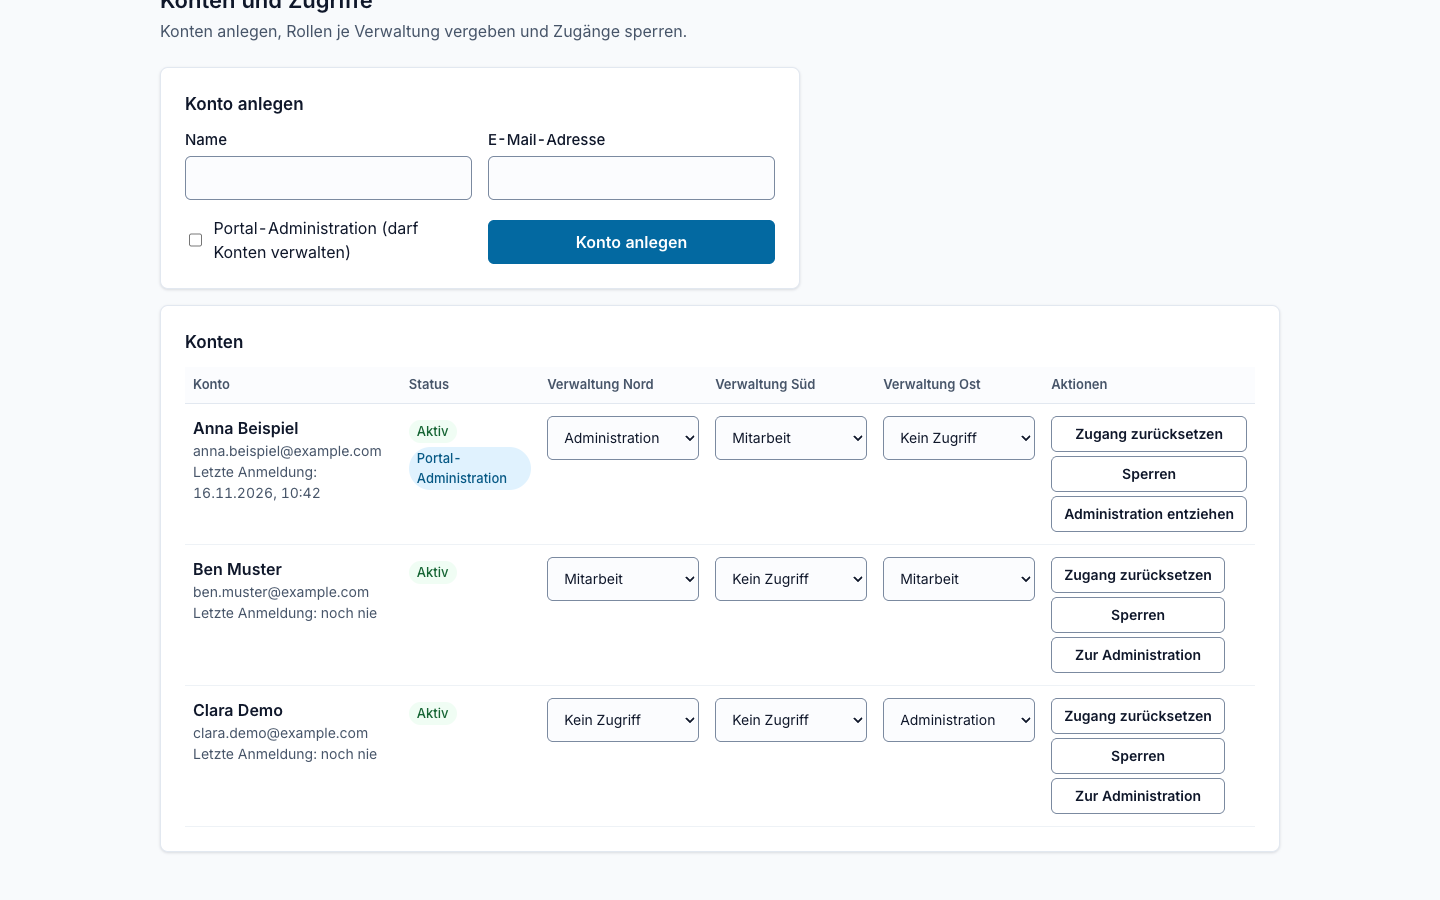 Konten und Zugriffe
Konten anlegen, Rollen je Verwaltung vergeben und Zugänge sperren.
Konto anlegen
Name
E-Mail-Adresse
Portal-Administration (darf
Konten verwalten)
Konto anlegen
Konten
Konto
Status
Verwaltung Nord
Verwaltung Süd
Verwaltung Ost
Aktionen
Anna Beispiel
anna.beispiel@example.com
Letzte Anmeldung:
16.11.2026, 10:42
Aktiv
Portal-
Administration
Administration
Mitarbeit
Kein Zugriff
Zugang zurücksetzen
Sperren
Administration entziehen
Ben Muster
ben.muster@example.com
Letzte Anmeldung: noch nie
Aktiv
Mitarbeit
Kein Zugriff
Mitarbeit
Zugang zurücksetzen
Sperren
Zur Administration
Clara Demo
clara.demo@example.com
Letzte Anmeldung: noch nie
Aktiv
Kein Zugriff
Kein Zugriff
Administration
Zugang zurücksetzen
Sperren
Zur Administration